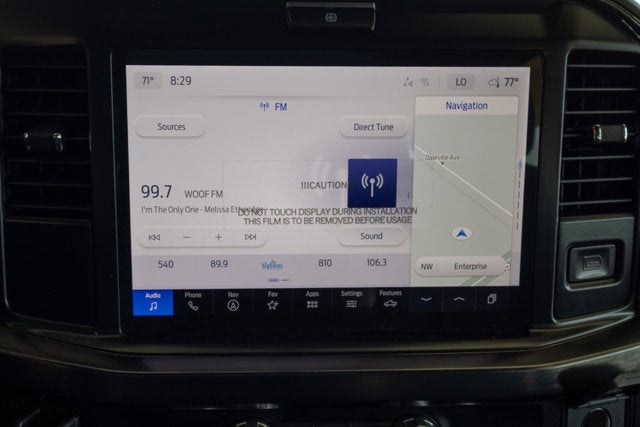 71° 8:29 LO 77°
FM
Navigation
Sources Direct Tune
Daleville Ave
!!!CAUTION
99.7 WOOF FM
I'm The Only One - Melissa Etheridge
DO NOT TOUCH DISPLAY DURING INSTALLATION
THIS FILM IS TO BE REMOVED BEFORE USAGE
Sound
540 89.9 highway 810 106.3
NW Enterprise
Audio Phone Nav Fav Apps Settings Features